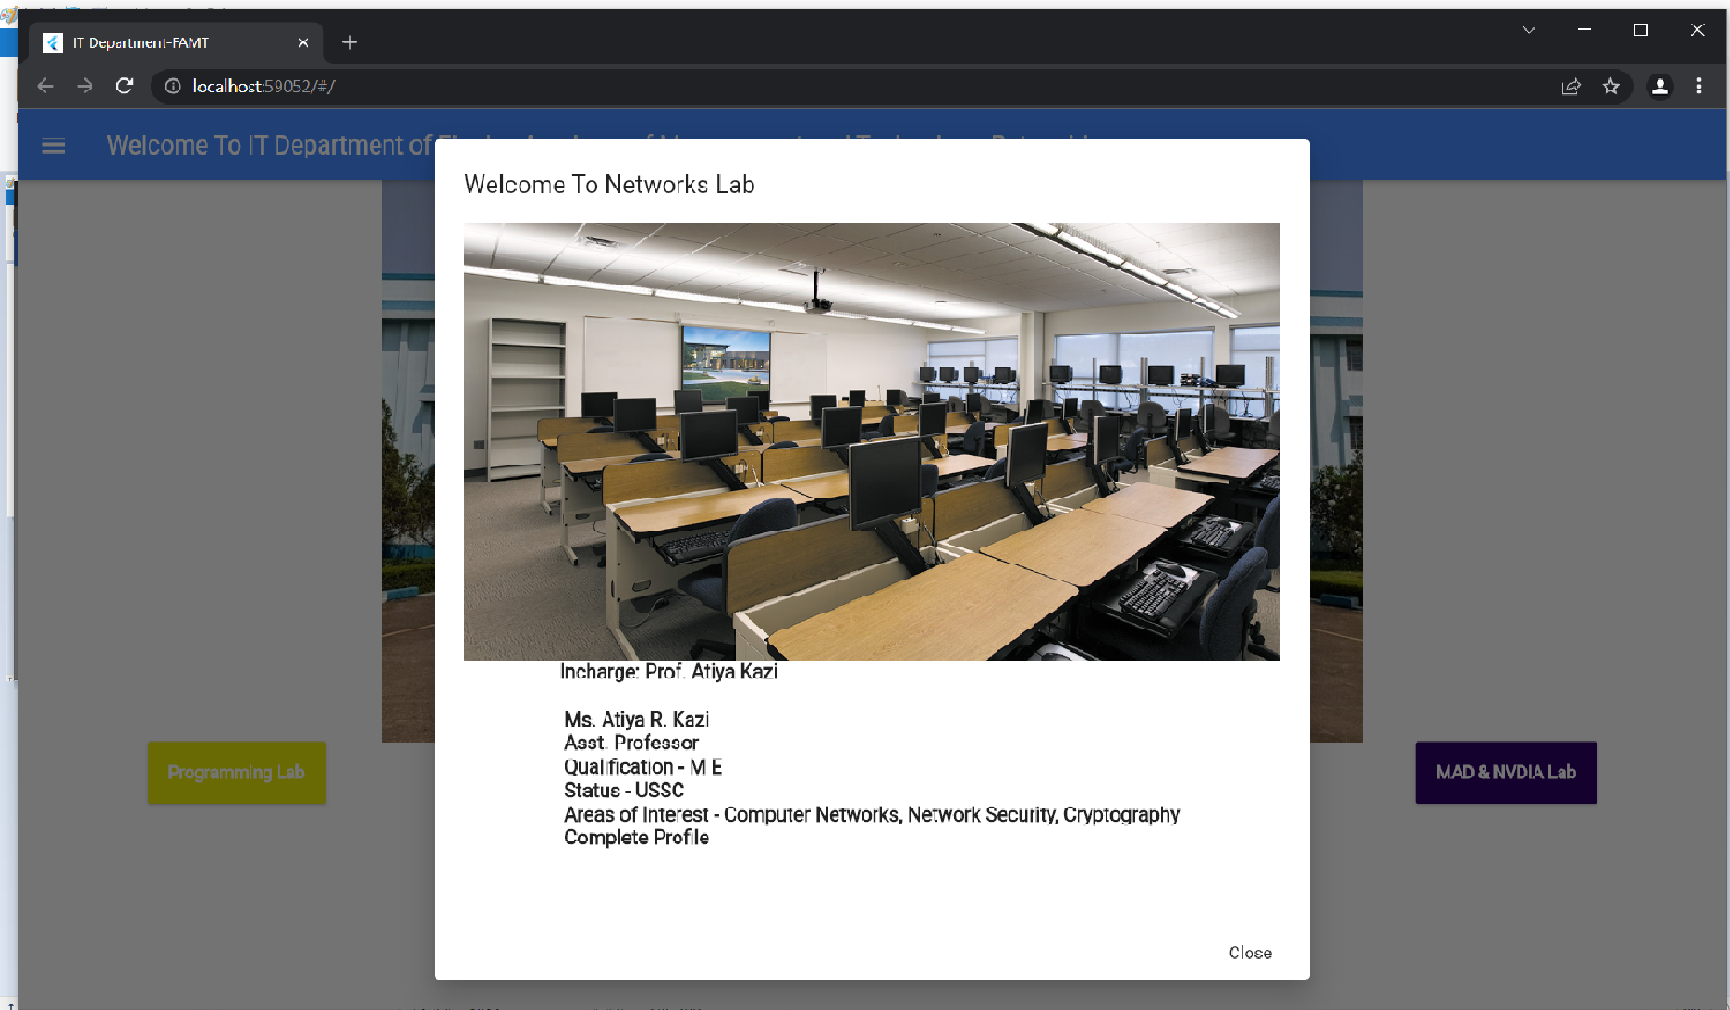 IT Department-FAMT
localhost:59052/#/
Welcome To IT Department of
Welcome To Networks Lab
Incharge: Prof. Atiya Kazi
Ms. Atiya R. Kazi
Asst. Professor
Qualification - M E
Status - USSC
Areas of Interest - Computer Networks, Network Security, Cryptography
Complete Profile
Programming Lab
MAD & NVDIA Lab
Close